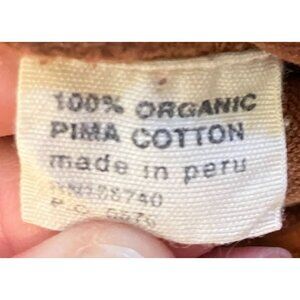 100% ORGANIC
PIMA COTTON
made in peru